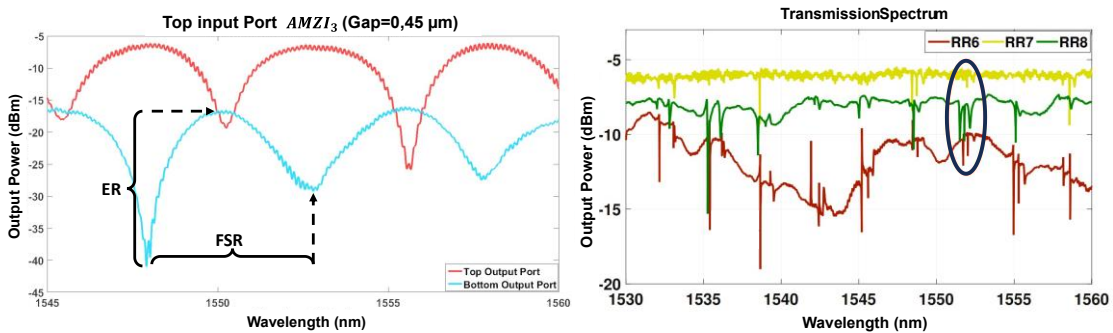 Top input Port AMZI₃ (Gap=0,45 µm)
Output Power (dBm)
-5
-10
-15
-20
-25
-30
-35
-40
-45
ER
FSR
Top Output Port
Bottom Output Port
1545
1550
1555
1560
Wavelength (nm)
TransmissionSpectrum
RR6 RR7 RR8
Output Power (dBm)
-5
-10
-15
-20
1530
1535
1540
1545
1550
1555
1560
Wavelength (nm)